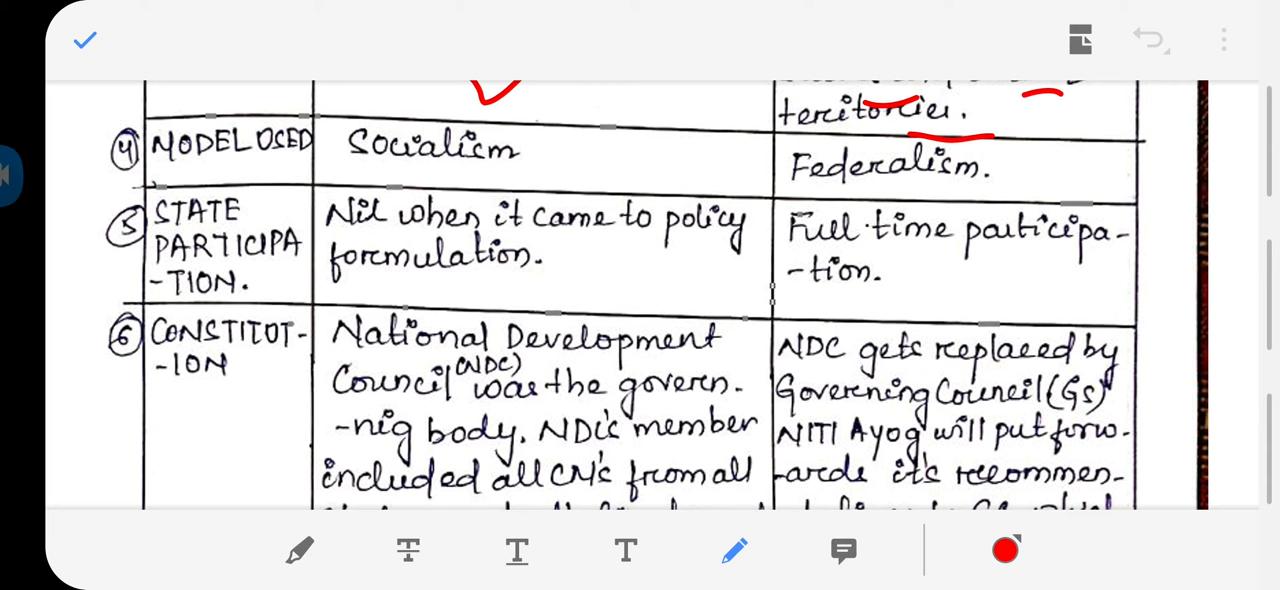 tercitories.
④ MODEL USED Socialism Federalism.
⑤ STATE Nil when it came to policy Full-time participa-
PARTICIPA formulation. -tion.
-TION.
⑥ CONSTITUT- National Development NDC gets replaced by
-ION Council (NDC) was the govern- Governing Council (GS)
-nig body. NDC's member NITI Ayog will put forw-
included all CM's from all -ards it's recommen-
T T T